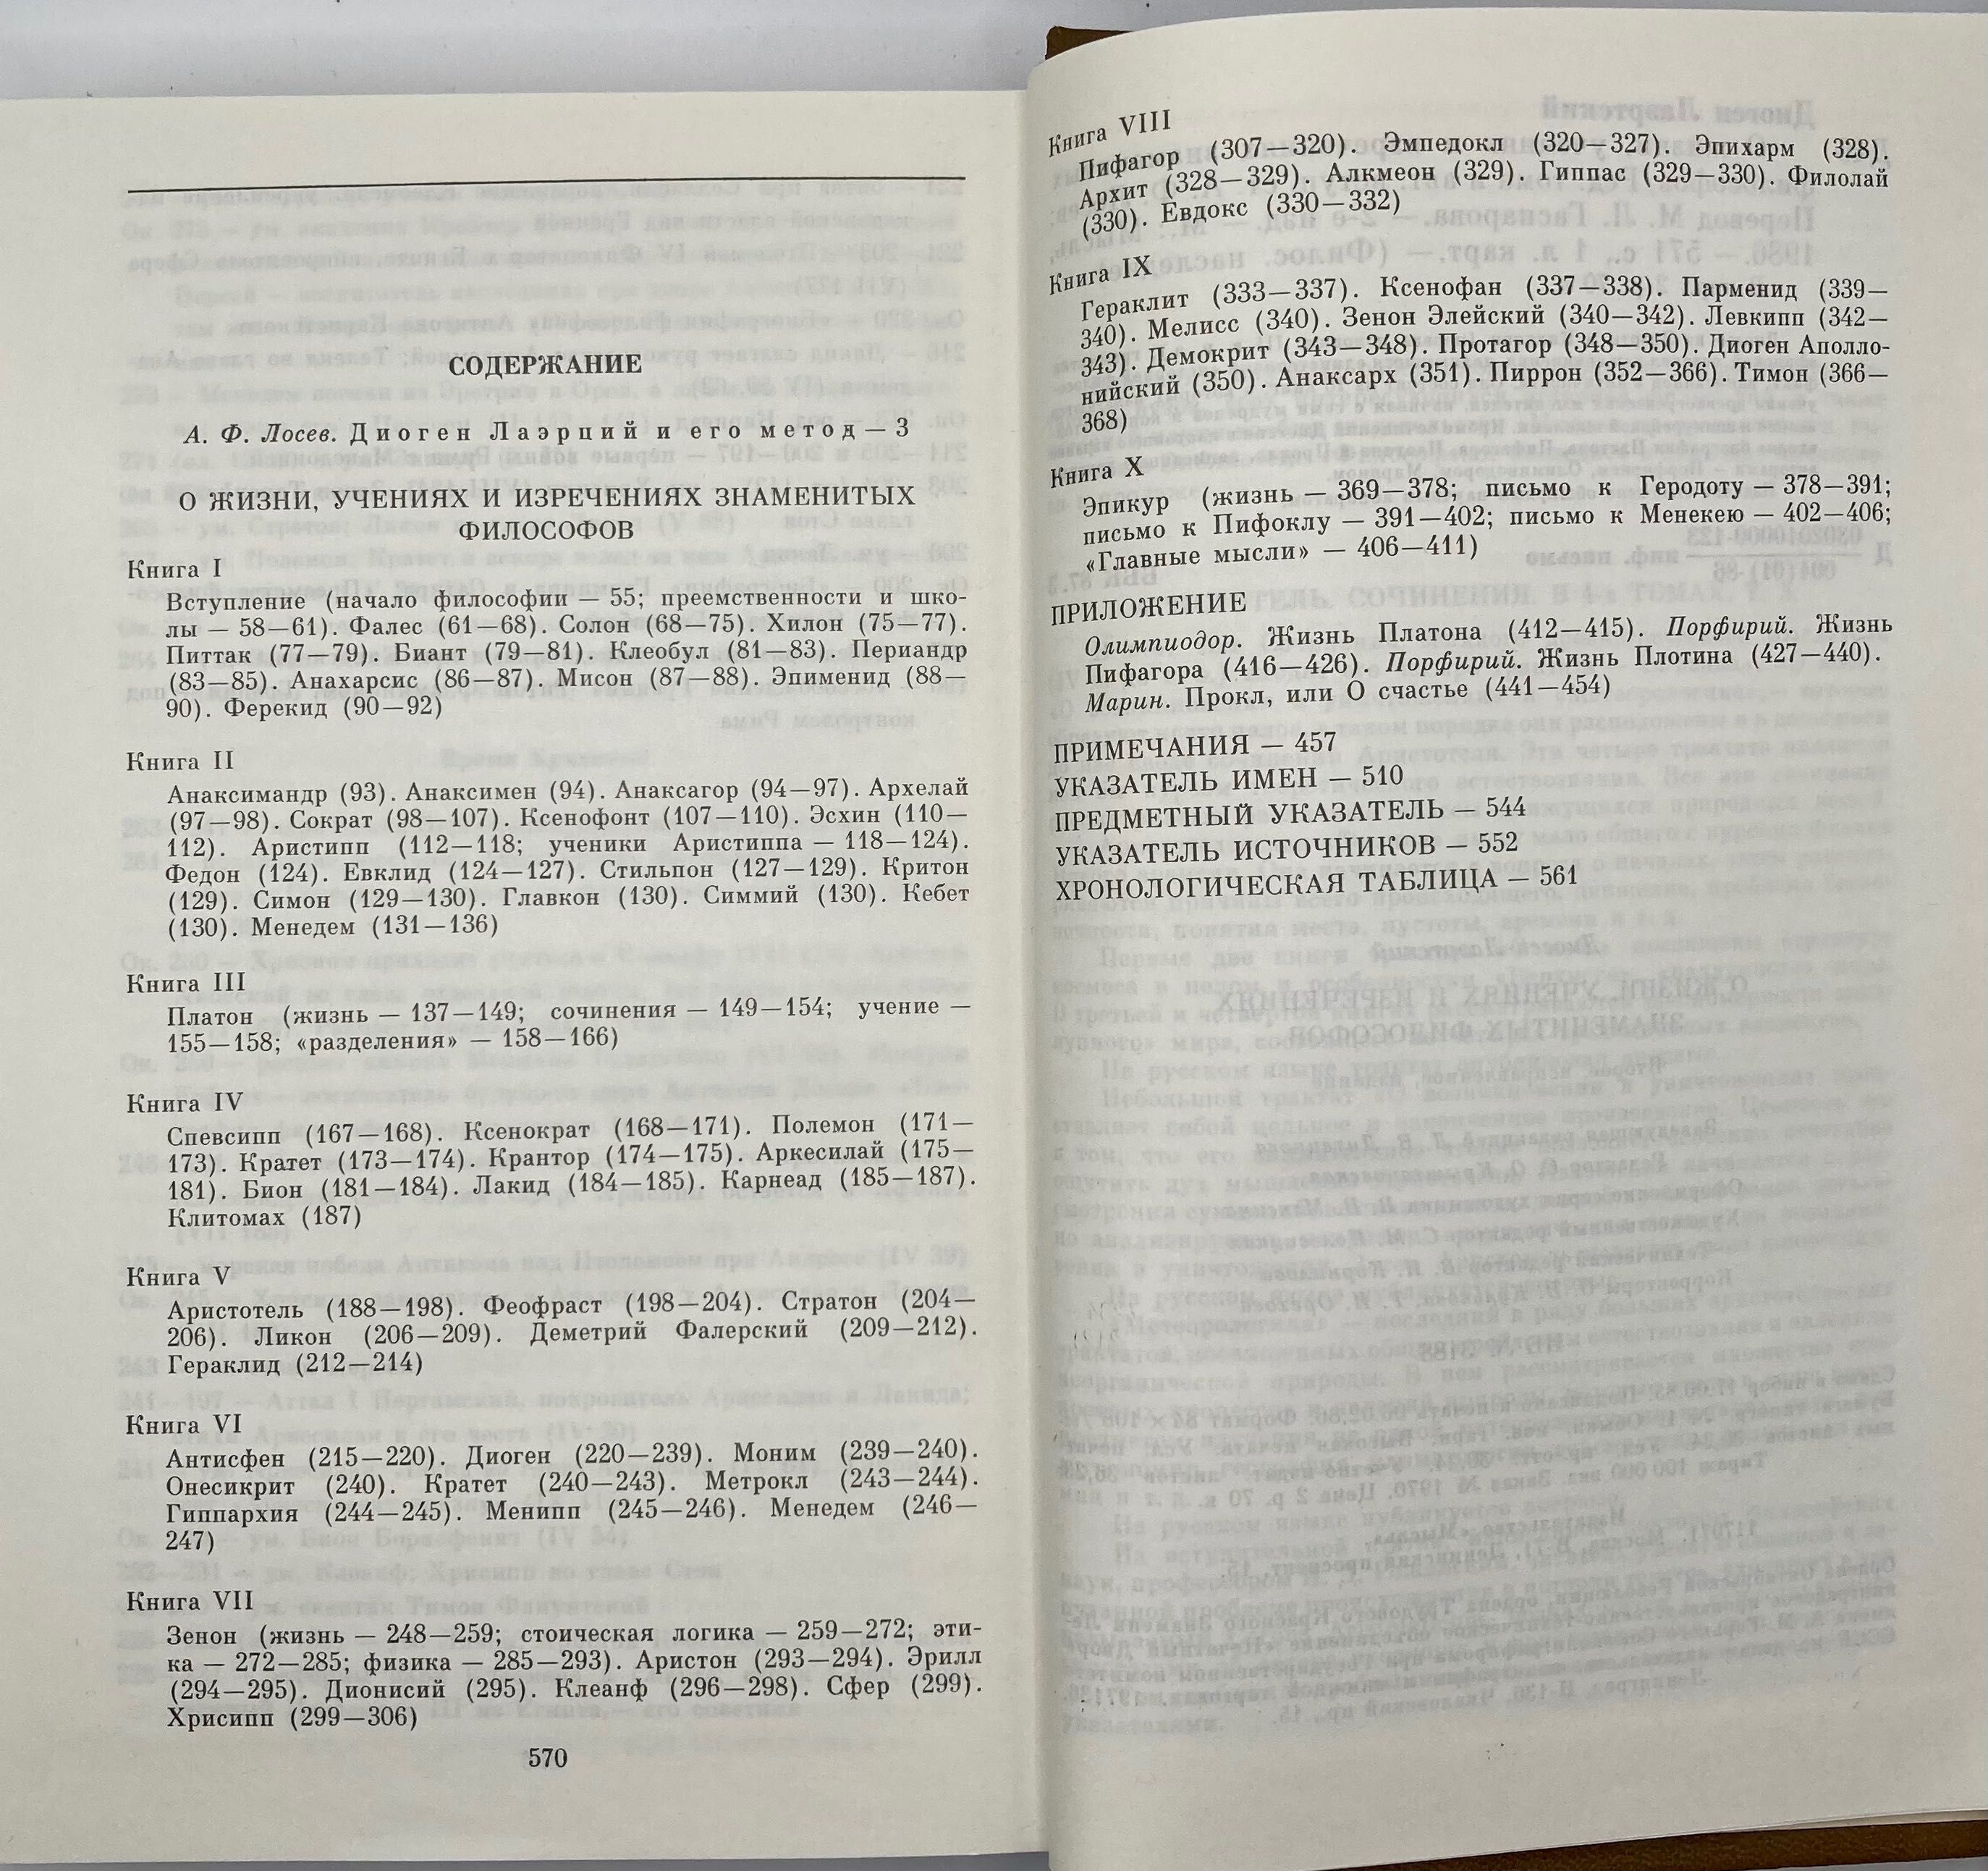 СОДЕРЖАНИЕ
А. Ф. Лосев. Диоген Лаэрций и его метод — 3
О ЖИЗНИ, УЧЕНИЯХ И ИЗРЕЧЕНИЯХ ЗНАМЕНИТЫХ
ФИЛОСОФОВ
Книга I
Вступление (начало философии — 55; преемственности и шко-
лы — 58—61). Фалес (61—68). Солон (68—75). Хилон (75—77).
Питтак (77—79). Биант (79—81). Клеобул (81—83). Периандр
(83—85). Анахарсис (86—87). Мисон (87—88). Эпименид (88—
90). Ферекид (90—92)
Книга II
Анаксимандр (93). Анаксимен (94). Анаксагор (94—97). Архелай
(97—98). Сократ (98—107). Ксенофонт (107—110). Эсхин (110—
112). Аристипп (112—118; ученики Аристиппа — 118—124).
Федон (124). Евклид (124—127). Стильпон (127—129). Критон
(129). Симон (129—130). Главкон (130). Симмий (130). Кебет
(130). Менедем (131—136)
Книга III
Платон (жизнь — 137—149; сочинения — 149—154; учение —
155—158; «разделения» — 158—166)
Книга IV
Спевсипп (167—168). Ксенократ (168—171). Полемон (171—
173). Кратет (173—174). Крантор (174—175). Аркесилай (175—
181). Бион (181—184). Лакид (184—185). Карнеад (185—187).
Клитомах (187)
Книга V
Аристотель (188—198). Феофраст (198—204). Стратон (204—
206). Ликон (206—209). Деметрий Фалерский (209—212).
Гераклид (212—214)
Книга VI
Антисфен (215—220). Диоген (220—239). Моним (239—240).
Онесикрит (240). Кратет (240—243). Метрокл (243—244).
Гиппархия (244—245). Менипп (245—246). Менедем (246—
247)
Книга VII
Зенон (жизнь — 248—259; стоическая логика — 259—272; эти-
ка — 272—285; физика — 285—293). Аристон (293—294). Эрилл
(294—295). Дионисий (295). Клеанф (296—298). Сфер (299).
Хрисипп (299—306)
570
Книга VIII
Пифагор (307—320). Эмпедокл (320—327). Эпихарм (328).
Архит (328—329). Алкмеон (329). Гиппас (329—330). Филолай
(330). Евдокс (330—332)
Книга IX
Гераклит (333—337). Ксенофан (337—338). Парменид (339—
340). Мелисс (340). Зенон Элейский (340—342). Левкипп (342—
343). Демокрит (343—348). Протагор (348—350). Диоген Аполло-
нийский (350). Анаксарх (351). Пиррон (352—366). Тимон (366—
368)
Книга X
Эпикур (жизнь — 369—378; письмо к Геродоту — 378—391;
письмо к Пифоклу — 391—402; письмо к Менекею — 402—406;
«Главные мысли» — 406—411)
ПРИЛОЖЕНИЕ
Олимпиодор. Жизнь Платона (412—415). Порфирий. Жизнь
Пифагора (416—426). Порфирий. Жизнь Плотина (427—440).
Марин. Прокл, или О счастье (441—454)
ПРИМЕЧАНИЯ — 457
УКАЗАТЕЛЬ ИМЕН — 510
ПРЕДМЕТНЫЙ УКАЗАТЕЛЬ — 544
УКАЗАТЕЛЬ ИСТОЧНИКОВ — 552
ХРОНОЛОГИЧЕСКАЯ ТАБЛИЦА — 561